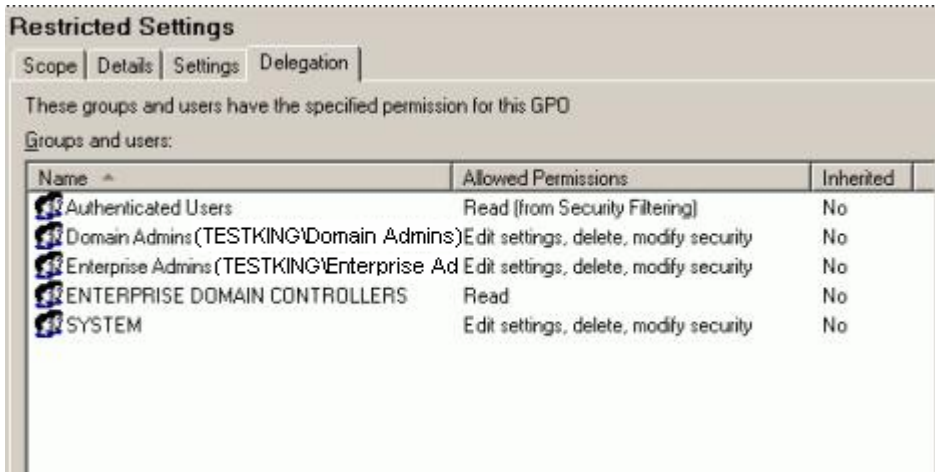 Restricted Settings
Scope Details Settings Delegation
These groups and users have the specified permission for this GPO
Groups and users:
Name Allowed Permissions Inherited
Authenticated Users Read (from Security Filtering) No
Domain Admins(TESTKING\Domain Admins) Edit settings, delete, modify security No
Enterprise Admins(TESTKING\Enterprise Ad Edit settings, delete, modify security No
ENTERPRISE DOMAIN CONTROLLERS Read No
SYSTEM Edit settings, delete, modify security No